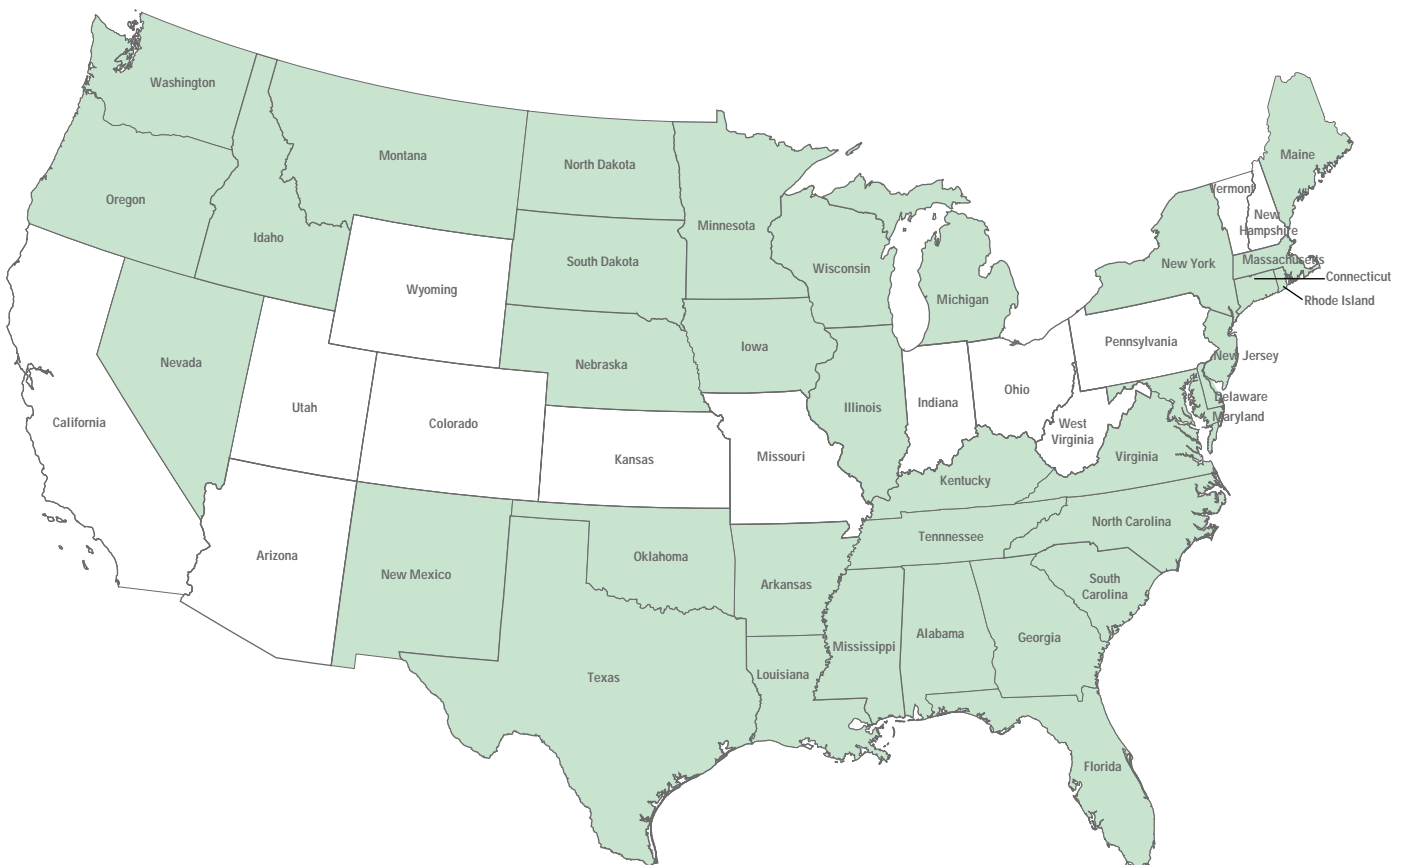 Washington
Maine
Montana
North Dakota
Vermont
Oregon
New
Hampshire
Minnesota
Idaho
Massachusetts
South Dakota
New York
Wisconsin
Connecticut
Wyoming
Michigan
Rhode Island
Pennsylvania
Iowa
New Jersey
Nevada
Nebraska
Ohio
Delaware
Indiana
Utah
Illinois
Maryland
California
Colorado
West
Virginia
Missouri
Virginia
Kansas
Kentucky
North Carolina
Tennnessee
Arizona
Oklahoma
New Mexico
Arkansas
South
Carolina
Alabama
Georgia
Mississippi
Louisiana
Texas
Florida